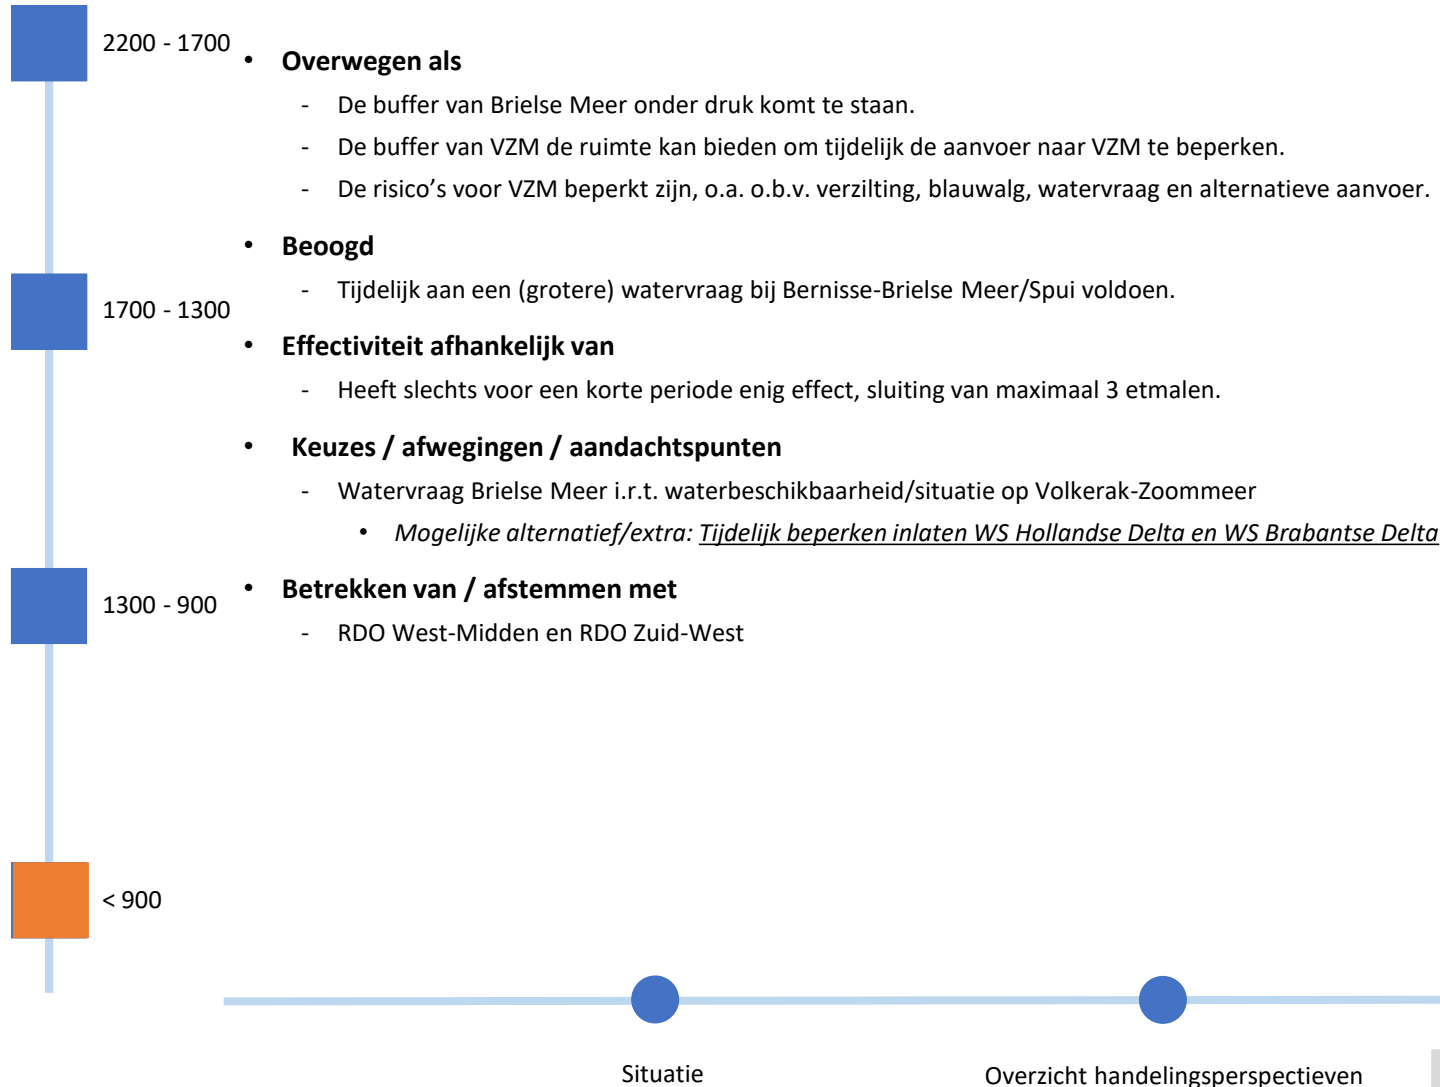 2200 - 1700
• Overwegen als
- De buffer van Brielse Meer onder druk komt te staan.
- De buffer van VZM de ruimte kan bieden om tijdelijk de aanvoer naar VZM te beperken.
- De risico’s voor VZM beperkt zijn, o.a. o.b.v. verzilting, blauwalg, watervraag en alternatieve aanvoer.
• Beoogd
- Tijdelijk aan een (grotere) watervraag bij Bernisse-Brielse Meer/Spui voldoen.
1700 - 1300
• Effectiviteit afhankelijk van
- Heeft slechts voor een korte periode enig effect, sluiting van maximaal 3 etmalen.
• Keuzes / afwegingen / aandachtspunten
- Watervraag Brielse Meer i.r.t. waterbeschikbaarheid/situatie op Volkerak-Zoommeer
• Mogelijke alternatief/extra: Tijdelijk beperken inlaten WS Hollandse Delta en WS Brabantse Delta
1300 - 900
• Betrekken van / afstemmen met
- RDO West-Midden en RDO Zuid-West
< 900
Situatie
Overzicht handelingsperspectieven